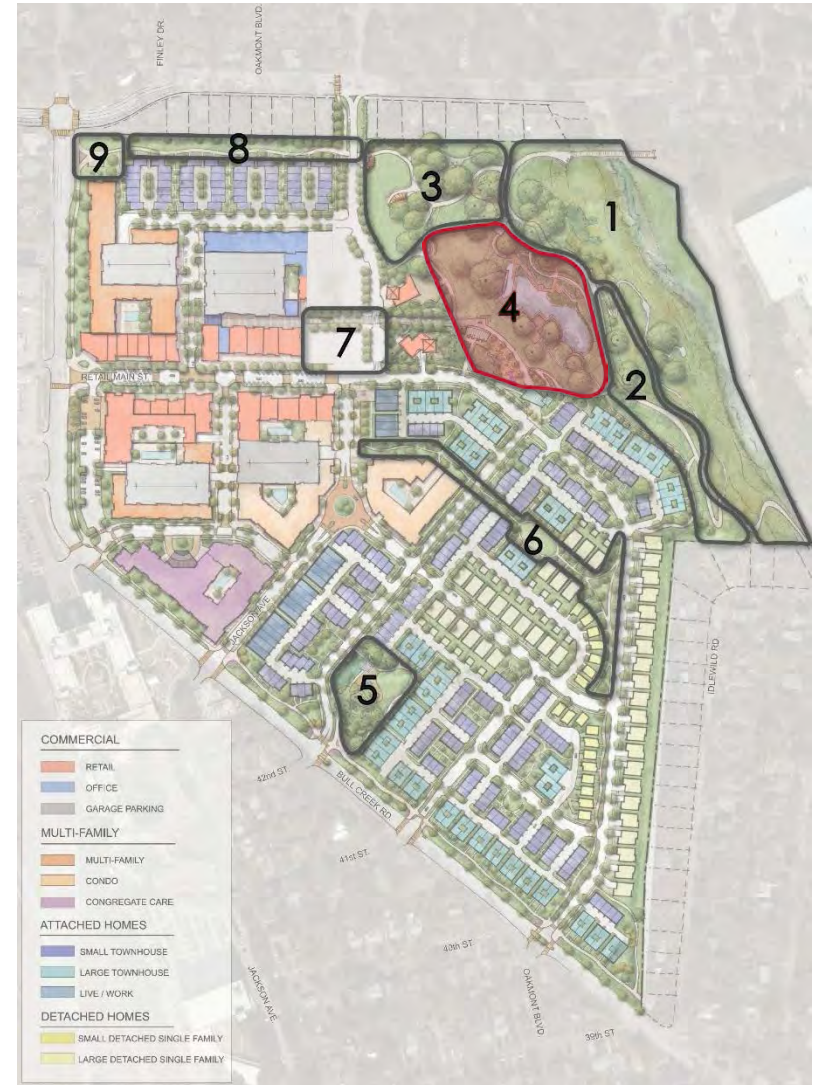 FINLEY DR.
OAKMONT BLVD.
9
8
3
1
4
7
2
RETAIL MAIN ST.
6
JACKSON AVE
5
IDLEWILD RD
42nd ST.
BULL CREEK RD
41st ST.
40th ST.
OAKMONT BLVD
39th ST.
JACKSON AVE
COMMERCIAL
RETAIL
OFFICE
GARAGE PARKING
MULTI-FAMILY
MULTI-FAMILY
CONDO
CONGREGATE CARE
ATTACHED HOMES
SMALL TOWNHOUSE
LARGE TOWNHOUSE
LIVE / WORK
DETACHED HOMES
SMALL DETACHED SINGLE FAMILY
LARGE DETACHED SINGLE FAMILY